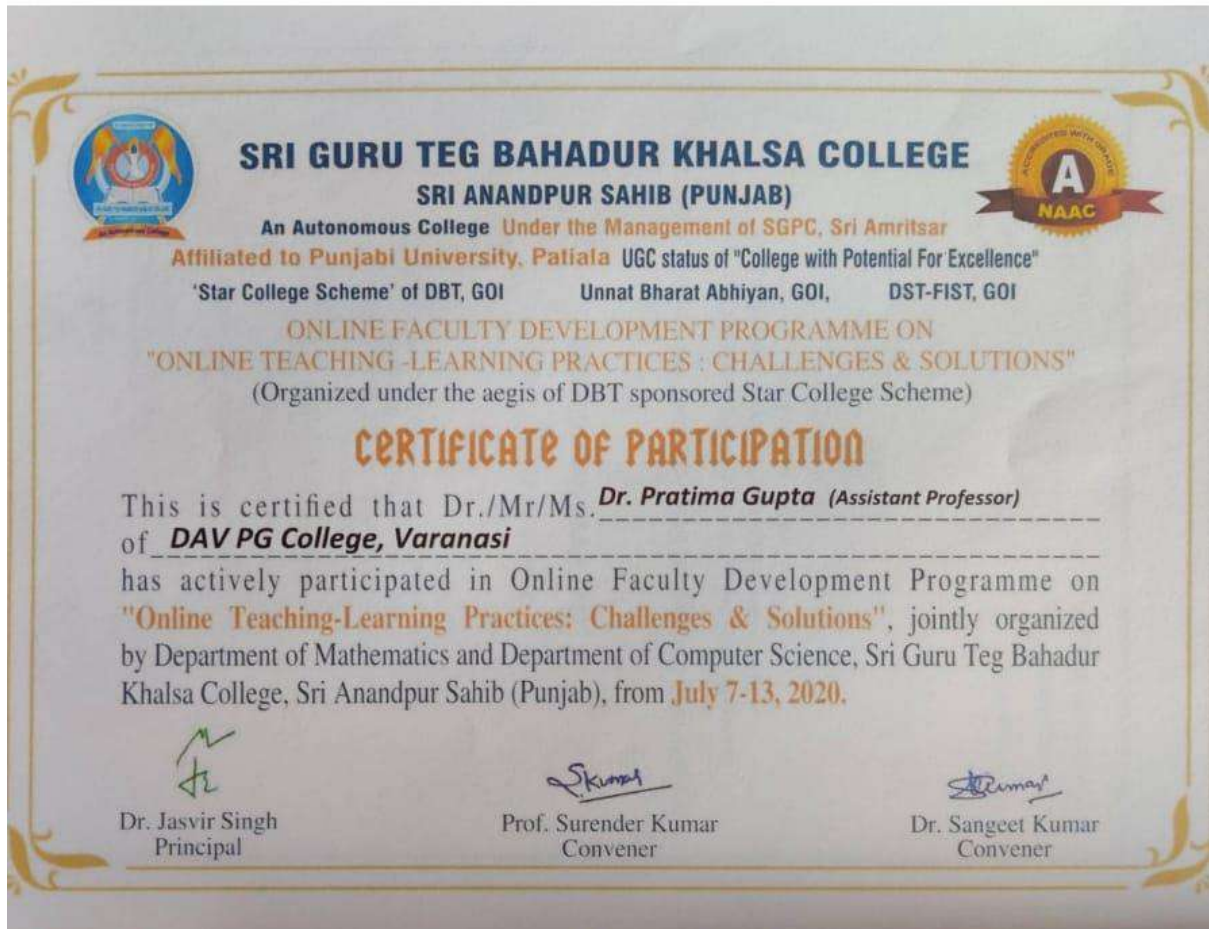 SRI GURU TEG BAHADUR KHALSA COLLEGE
SRI ANANDPUR SAHIB (PUNJAB)
An Autonomous College Under the Management of SGPC, Sri Amritsar
Affiliated to Punjabi University, Patiala UGC status of "College with Potential For Excellence"
'Star College Scheme' of DBT, GOI Unnat Bharat Abhiyan, GOI, DST-FIST, GOI
ACCREDITED WITH GRADE
A
NAAC
ONLINE FACULTY DEVELOPMENT PROGRAMME ON
"ONLINE TEACHING -LEARNING PRACTICES : CHALLENGES & SOLUTIONS"
(Organized under the aegis of DBT sponsored Star College Scheme)
CERTIFICATE OF PARTICIPATION
This is certified that Dr./Mr/Ms. Dr. Pratima Gupta (Assistant Professor)
of DAV PG College, Varanasi
has actively participated in Online Faculty Development Programme on
"Online Teaching-Learning Practices: Challenges & Solutions", jointly organized
by Department of Mathematics and Department of Computer Science, Sri Guru Teg Bahadur
Khalsa College, Sri Anandpur Sahib (Punjab), from July 7-13, 2020.
S.Kumar
Dr. Jasvir Singh
Principal
Prof. Surender Kumar
Convener
Dr. Sangeet Kumar
Convener